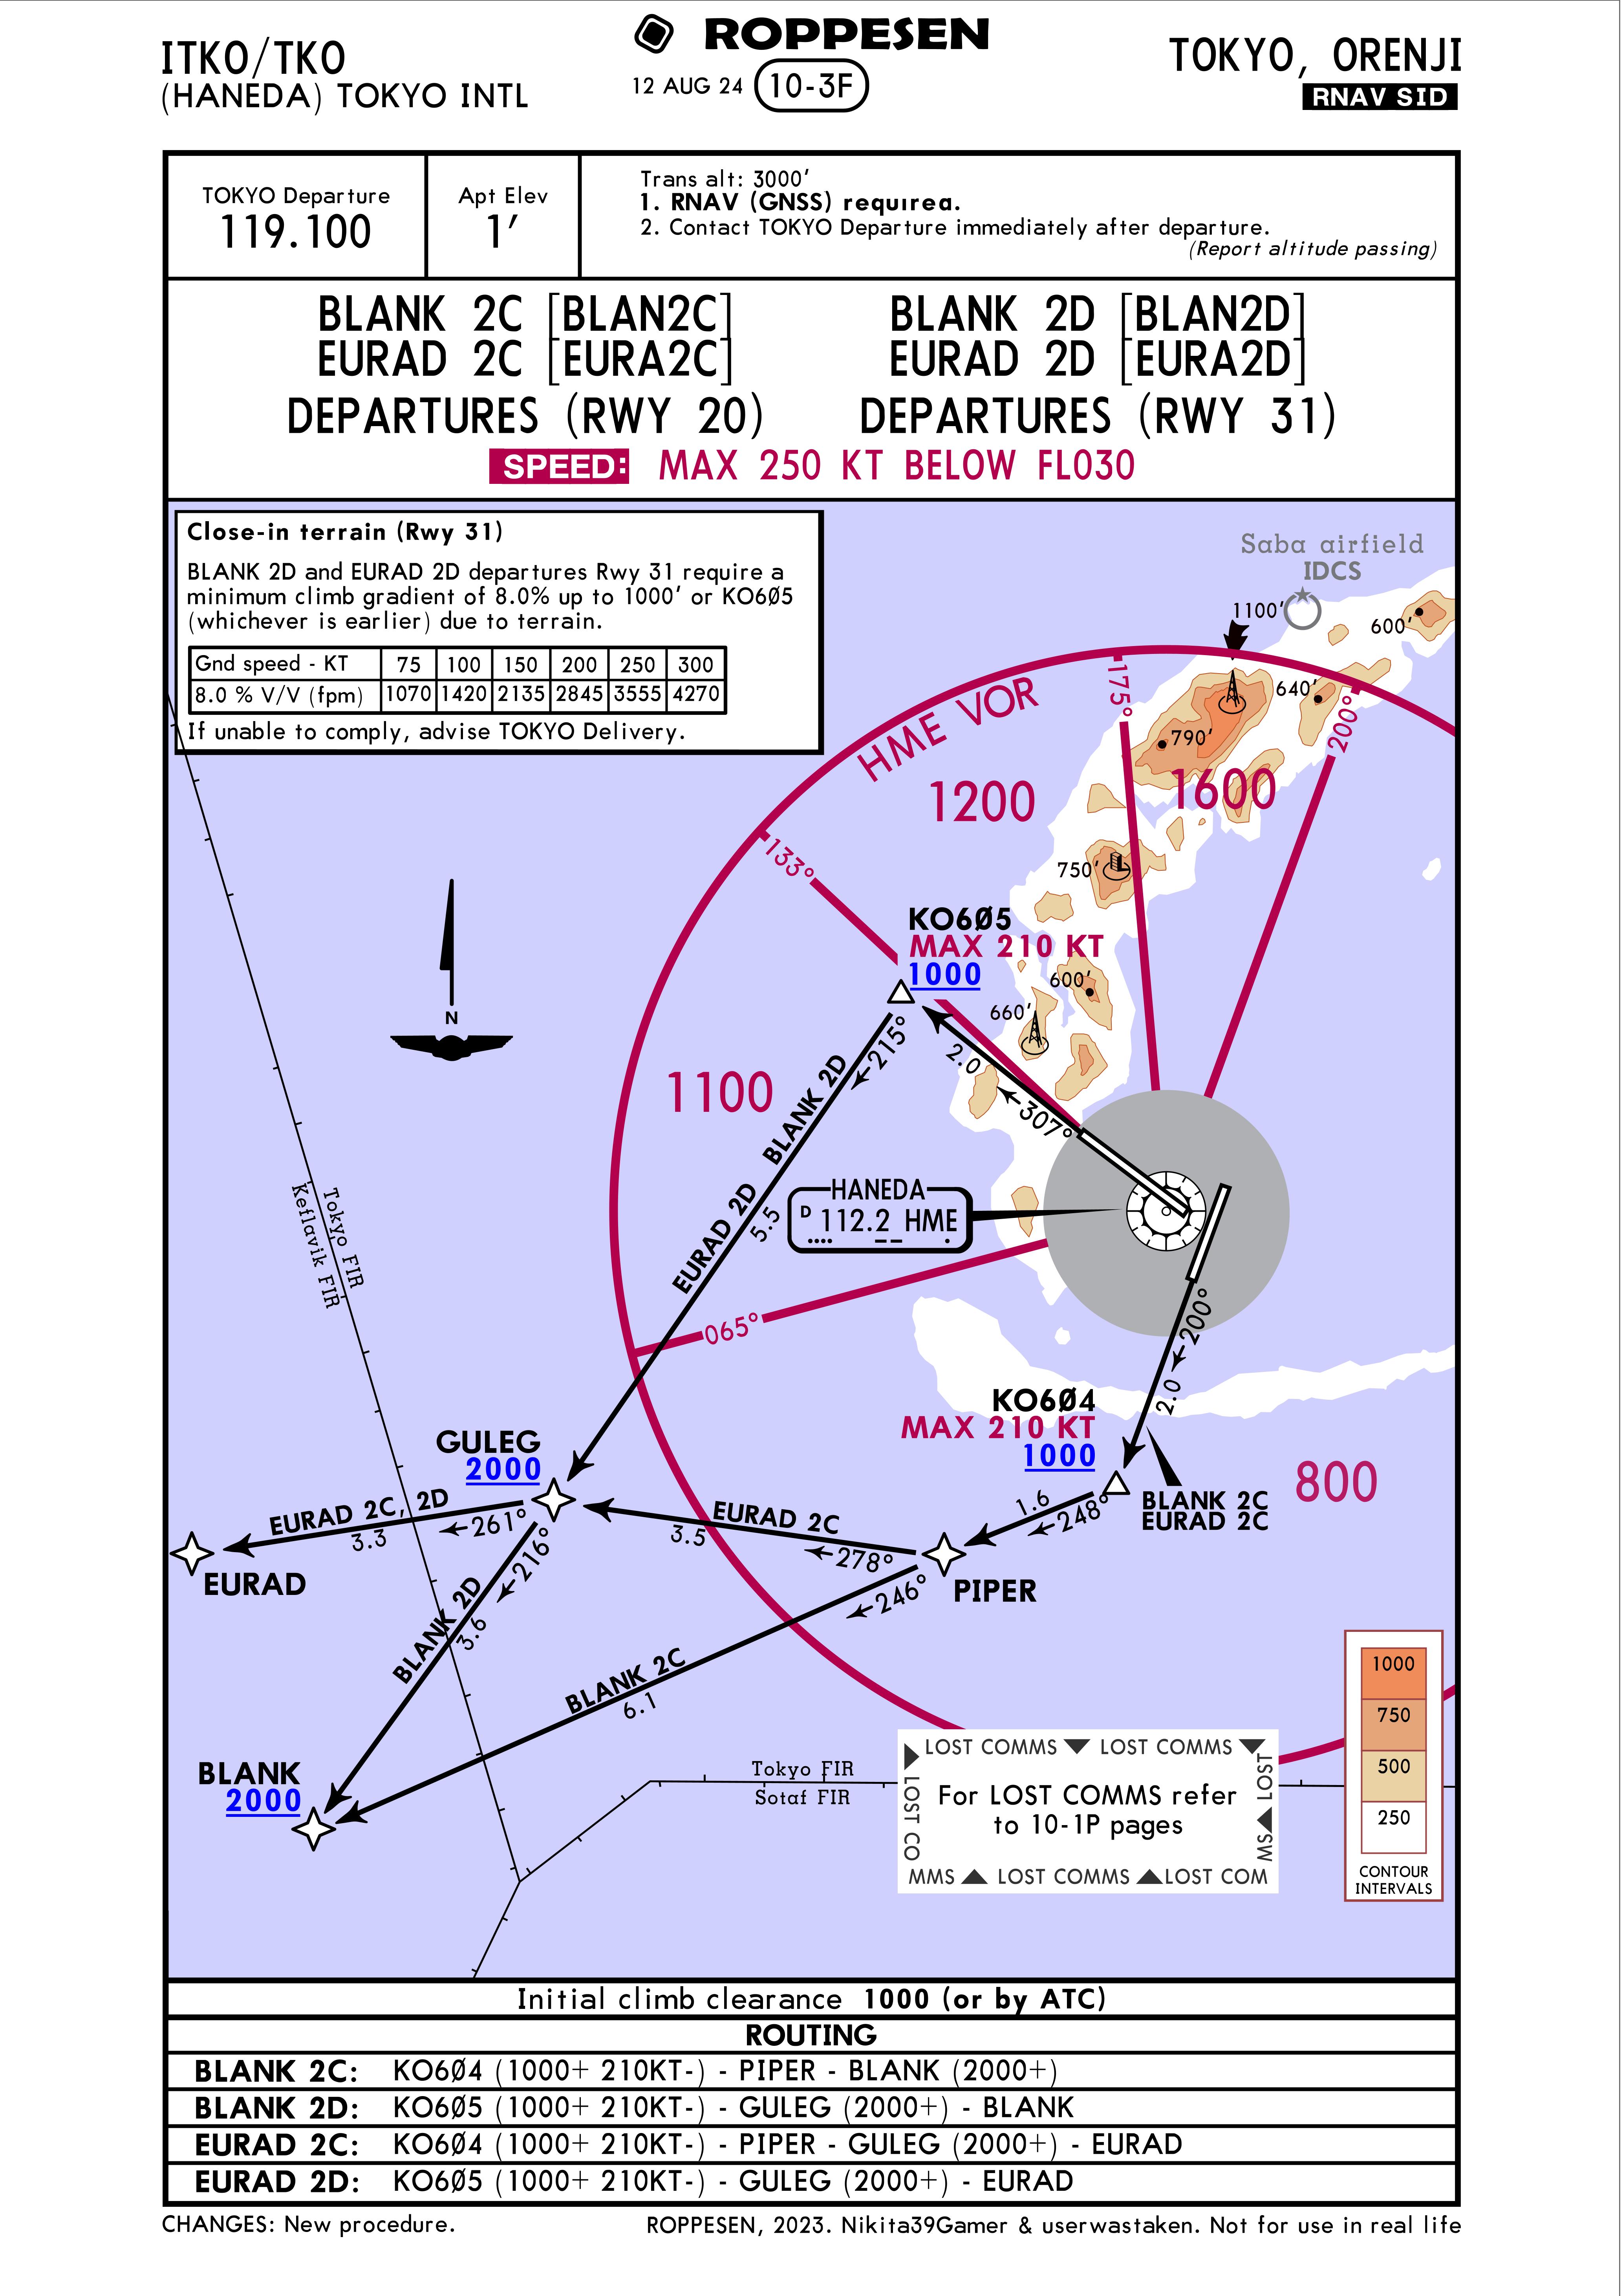 ITKO/TKO
(HANEDA) TOKYO INTL
ROPPESEN
12 AUG 24 10-3F
TOKYO, ORENJI
RNAV SID
TOKYO Departure
119.100
Apt Elev
1'
Trans alt: 3000'
1. RNAV (GNSS) requirea.
2. Contact TOKYO Departure immediately after departure.
(Report altitude passing)
BLANK 2C [BLAN2C]
EURAD 2C [EURA2C]
DEPARTURES (RWY 20)
BLANK 2D [BLAN2D]
EURAD 2D [EURA2D]
DEPARTURES (RWY 31)
SPEED: MAX 250 KT BELOW FL030
Close-in terrain (Rwy 31)
BLANK 2D and EURAD 2D departures Rwy 31 require a
minimum climb gradient of 8.0% up to 1000' or KO6Ø5
(whichever is earlier) due to terrain.
Gnd speed - KT 75 100 150 200 250 300
8.0 % V/V (fpm) 1070 1420 2135 2845 3555 4270
If unable to comply, advise TOKYO Delivery.
Saba airfield
IDCS
1100'
600'
640'
790'
HME VOR
175°
200°
1200
1600
133°
750'
KO6Ø5
MAX 210 KT
1000
600'
660'
N
2.0
307°
215°
1100
BLANK 2D
EURAD 2D
5.5
HANEDA
D 112.2 HME
Tokyo FIR
Keflavik FIR
065°
200°
2.0
KO6Ø4
MAX 210 KT
1000
800
BLANK 2C
EURAD 2C
GULEG
2000
EURAD 2C, 2D
3.3
261°
EURAD
216°
BLANK 2D
3.6
EURAD 2C
3.5
278°
1.6
248°
PIPER
246°
BLANK 2C
6.1
BLANK
2000
Tokyo FIR
Sotaf FIR
LOST COMMS LOST COMMS
LOST
LOST CO
For LOST COMMS refer
to 10-1P pages
MS
MMS LOST COMMS LOST COM
1000
750
500
250
CONTOUR
INTERVALS
Initial climb clearance 1000 (or by ATC)
ROUTING
BLANK 2C: KO6Ø4 (1000+ 210KT-) - PIPER - BLANK (2000+)
BLANK 2D: KO6Ø5 (1000+ 210KT-) - GULEG (2000+) - BLANK
EURAD 2C: KO6Ø4 (1000+ 210KT-) - PIPER - GULEG (2000+) - EURAD
EURAD 2D: KO6Ø5 (1000+ 210KT-) - GULEG (2000+) - EURAD
CHANGES: New procedure.
ROPPESEN, 2023. Nikita39Gamer & userwastaken. Not for use in real life